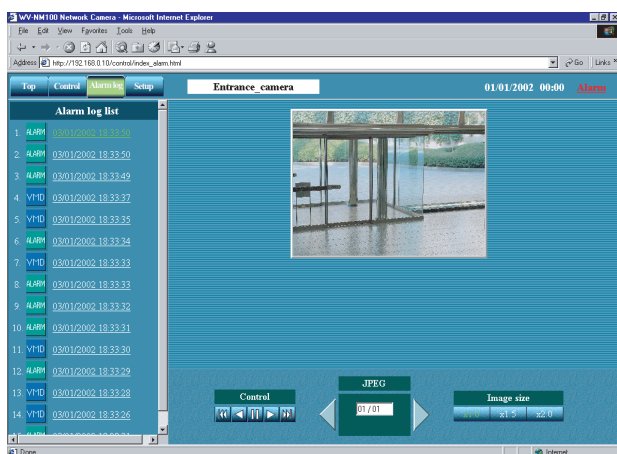 WV-NM100 Network Camera - Microsoft Internet Explorer
File Edit View Favorites Tools Help
Address http://192.168.0.10/control/index_alarm.html Go Links
Top Control Alarm log Setup
Entrance_camera
01/01/2002 00:00 Alarm
Alarm log list
1. ALARM 03/01/2002 18:33:50
2. ALARM 03/01/2002 18:33:50
3. ALARM 03/01/2002 18:33:49
4. VMD 03/01/2002 18:33:37
5. VMD 03/01/2002 18:33:35
6. ALARM 03/01/2002 18:33:34
7. VMD 03/01/2002 18:33:33
8. ALARM 03/01/2002 18:33:33
9. ALARM 03/01/2002 18:33:32
10. ALARM 03/01/2002 18:33:31
11. VMD 03/01/2002 18:33:30
12. ALARM 03/01/2002 18:33:29
13. VMD 03/01/2002 18:33:28
14. VMD 03/01/2002 18:33:26
Control
JPEG
01 / 01
Image size
x1.0 x1.5 x2.0
Done
Internet